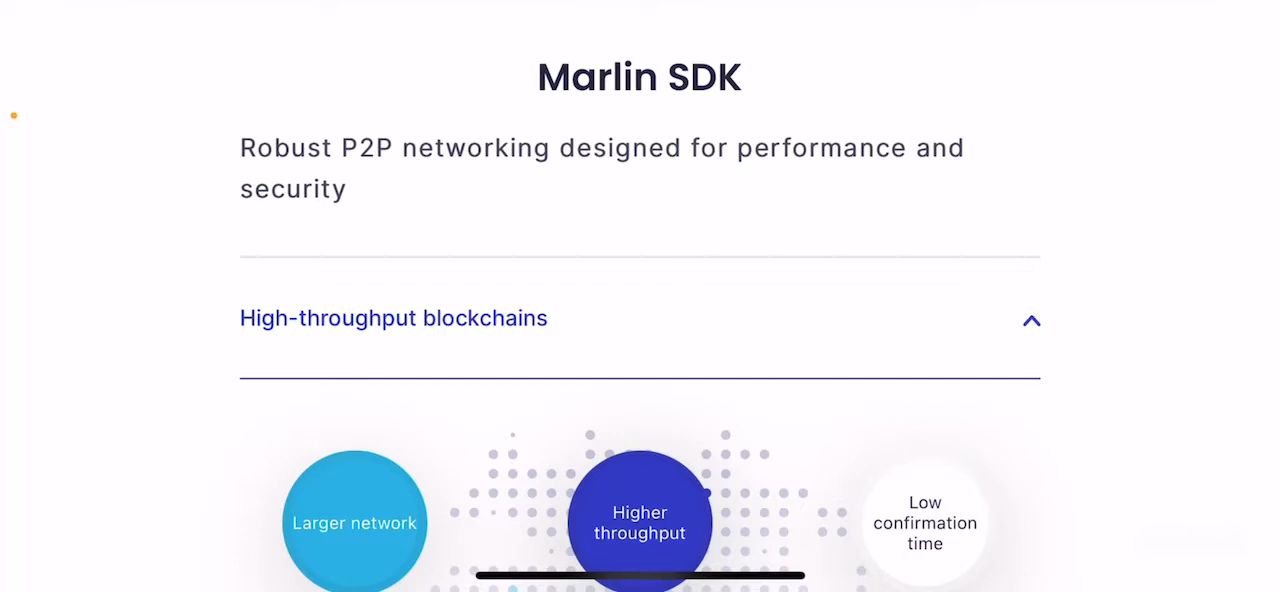 Marlin SDK
Robust P2P networking designed for performance and
security
High-throughput blockchains
Larger network
Higher
throughput
Low
confirmation
time